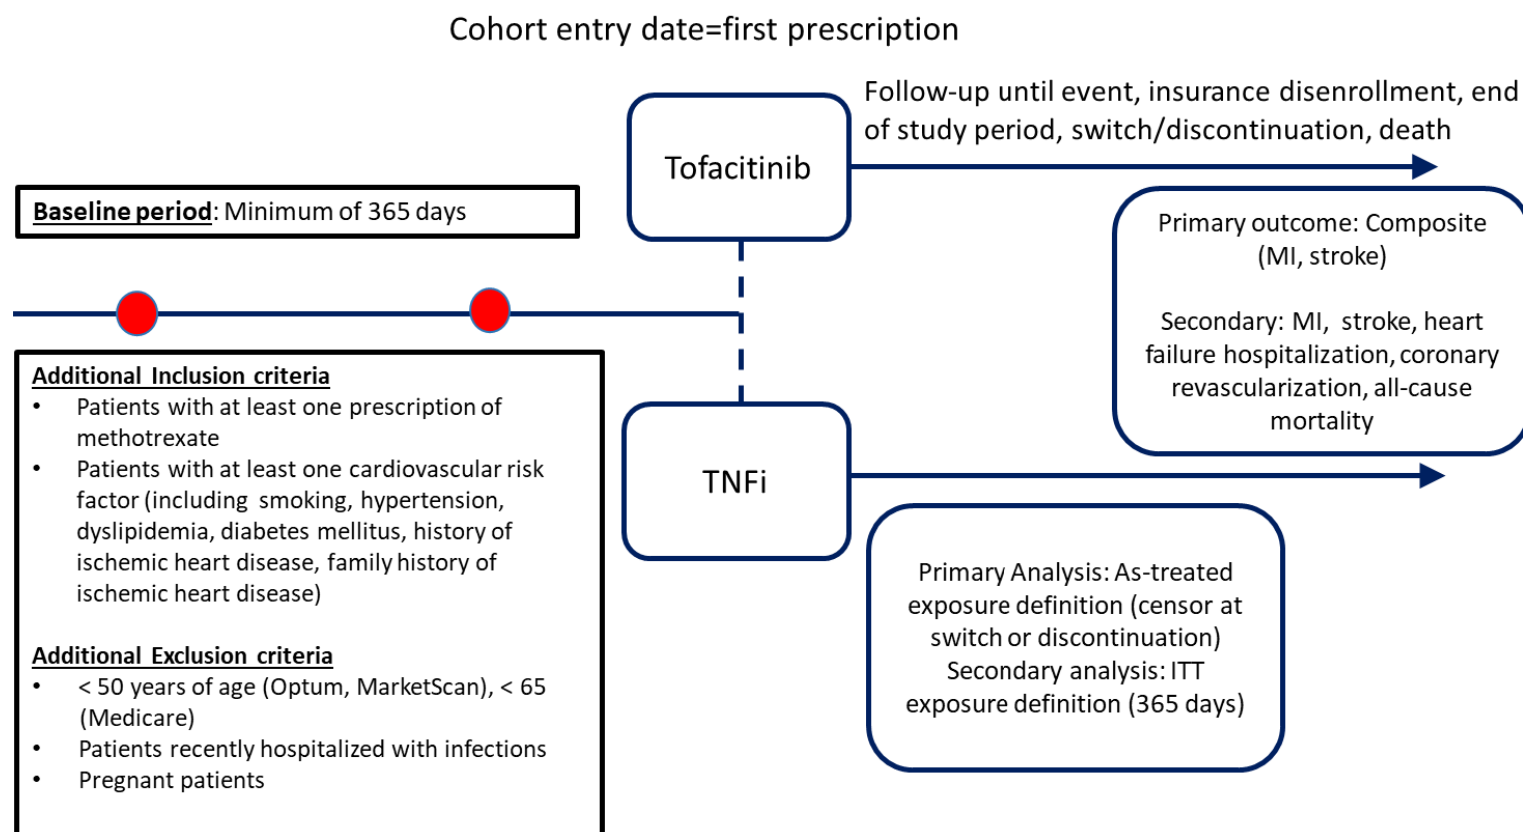 Cohort entry date=first prescription
Follow-up until event, insurance disenrollment, end
of study period, switch/discontinuation, death
Tofacitinib
Baseline period: Minimum of 365 days
Primary outcome: Composite
(MI, stroke)
Secondary: MI, stroke, heart
failure hospitalization, coronary
revascularization, all-cause
mortality
Additional Inclusion criteria
• Patients with at least one prescription of
methotrexate
• Patients with at least one cardiovascular risk
factor (including smoking, hypertension,
dyslipidemia, diabetes mellitus, history of
ischemic heart disease, family history of
ischemic heart disease)
Additional Exclusion criteria
• < 50 years of age (Optum, MarketScan), < 65
(Medicare)
• Patients recently hospitalized with infections
• Pregnant patients
TNFi
Primary Analysis: As-treated
exposure definition (censor at
switch or discontinuation)
Secondary analysis: ITT
exposure definition (365 days)